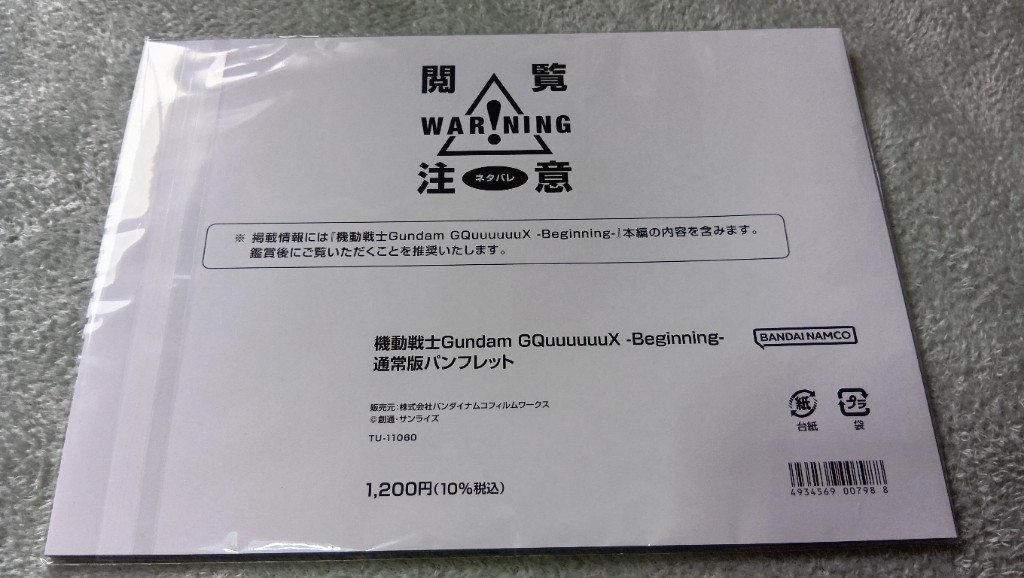 閲覧
WARNING
注意
ネタバレ
※ 掲載情報には『機動戦士Gundam GQuuuuuuX -Beginning-』本編の内容を含みます。
鑑賞後にご覧いただくことを推奨いたします。
機動戦士Gundam GQuuuuuuX -Beginning-
通常版パンフレット
BANDAI NAMCO
販売元:株式会社バンダイナムコフィルムワークス
©創通・サンライズ
TU-11060
紙
台紙
プラ
袋
1,200円(10%税込)
4934569 00798 8